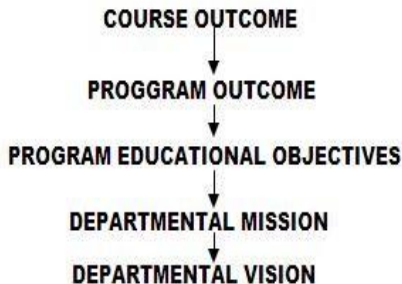 COURSE OUTCOME
PROGGRAM OUTCOME
PROGRAM EDUCATIONAL OBJECTIVES
DEPARTMENTAL MISSION
DEPARTMENTAL VISION